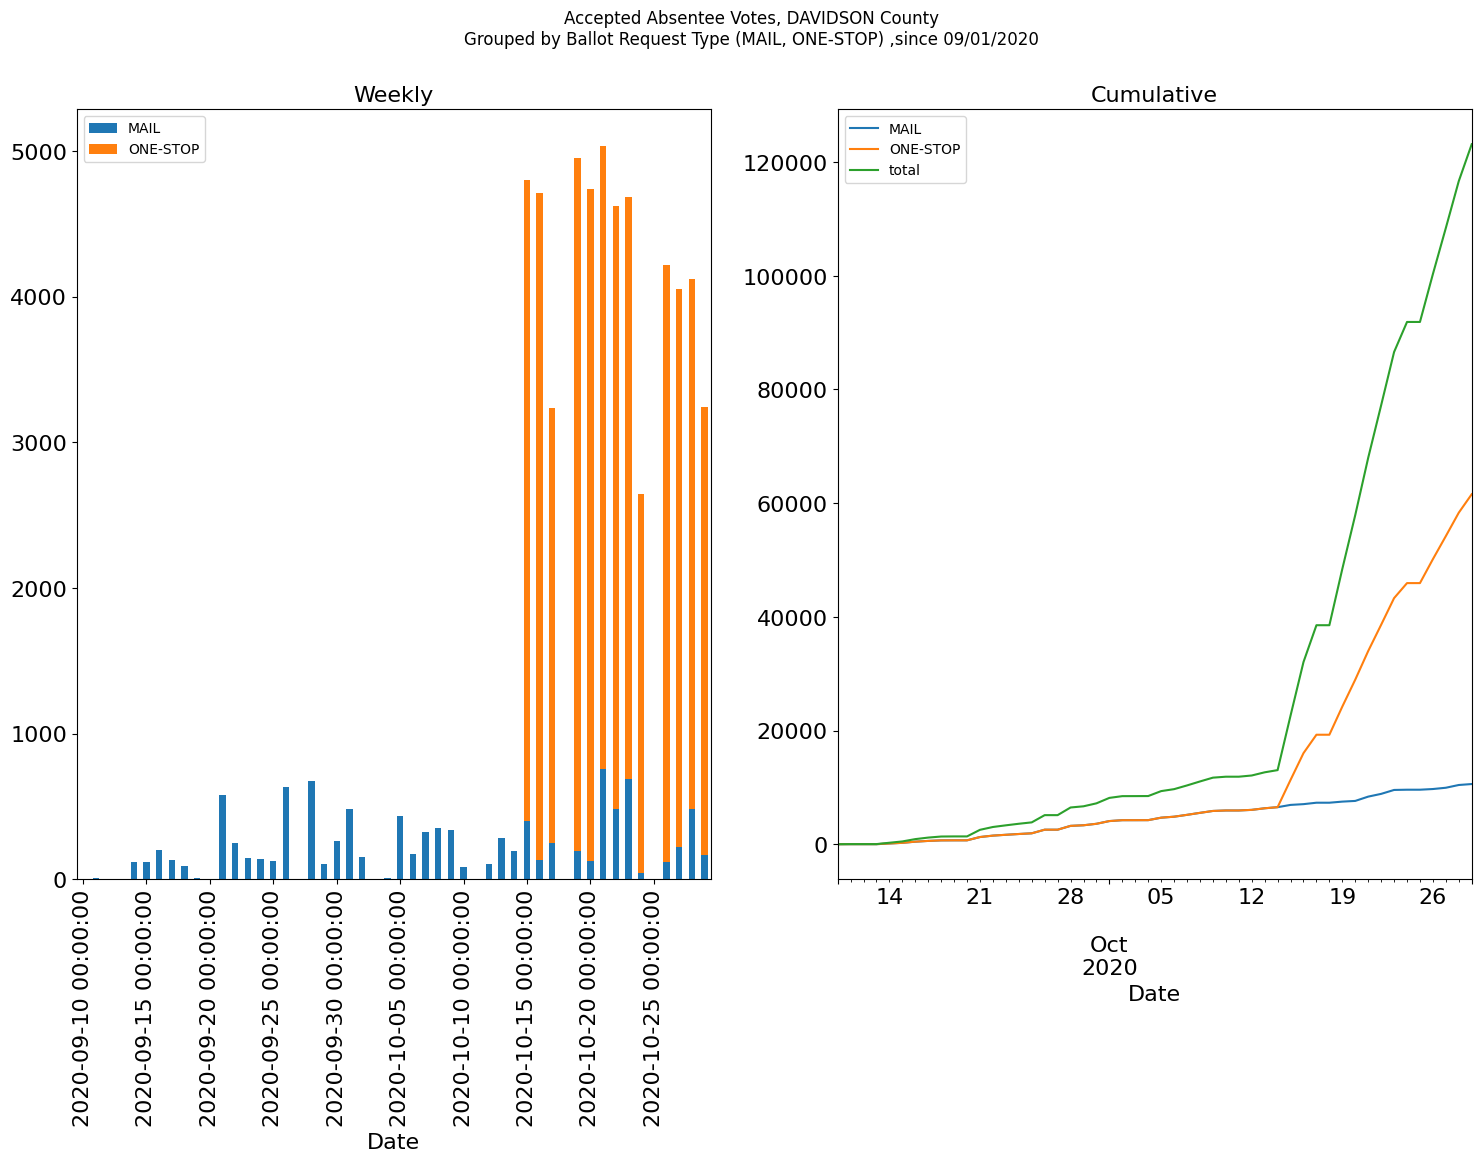 Accepted Absentee Votes, DAVIDSON County
Grouped by Ballot Request Type (MAIL, ONE-STOP) ,since 09/01/2020
Weekly
MAIL
ONE-STOP
5000
4000
3000
2000
1000
0
2020-09-10 00:00:00
2020-09-15 00:00:00
2020-09-20 00:00:00
2020-09-25 00:00:00
2020-09-30 00:00:00
2020-10-05 00:00:00
2020-10-10 00:00:00
2020-10-15 00:00:00
2020-10-20 00:00:00
2020-10-25 00:00:00
Date
Cumulative
MAIL
ONE-STOP
total
120000
100000
80000
60000
40000
20000
0
14 21 28 05 12 19 26
Oct
2020
Date